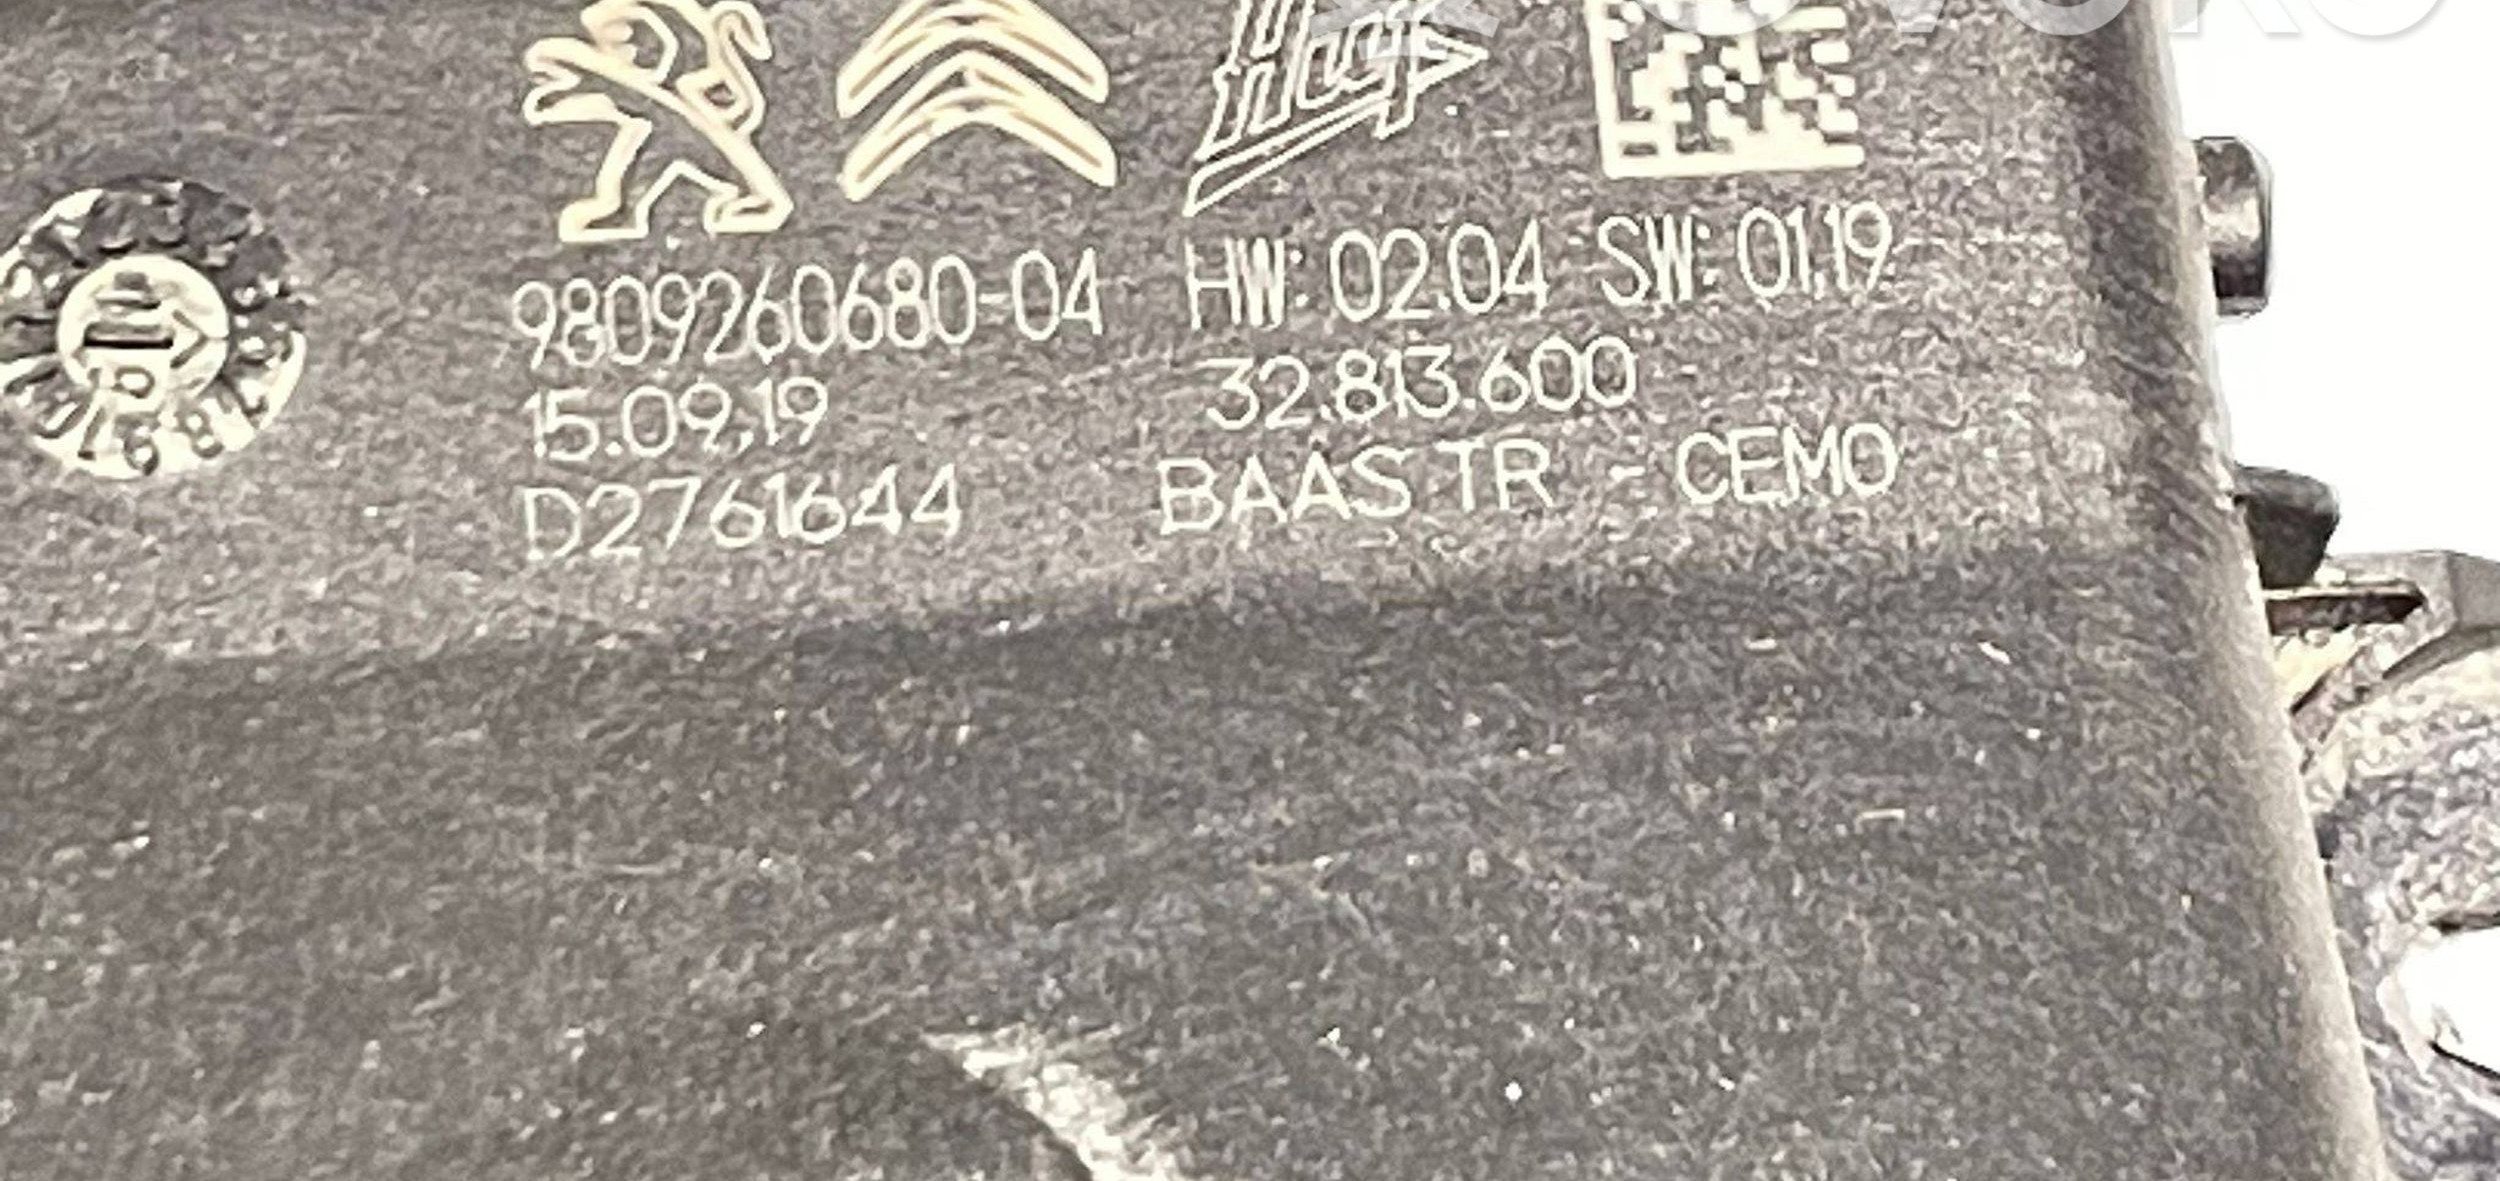 9809260680-04 HW: 02.04 SW: 01.19
15.09.19 32.813.600
D2761644 BAAS TR - CEMO